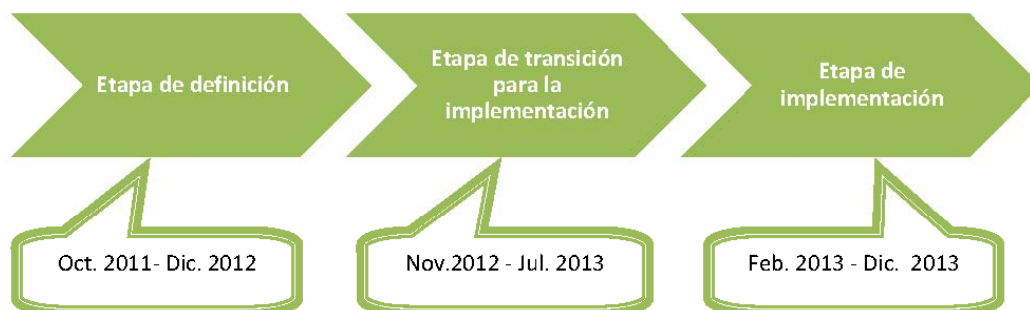 Etapa de definición
Etapa de transición
para la
implementación
Etapa de
implementación
Oct. 2011- Dic. 2012
Nov.2012 - Jul. 2013
Feb. 2013 - Dic. 2013